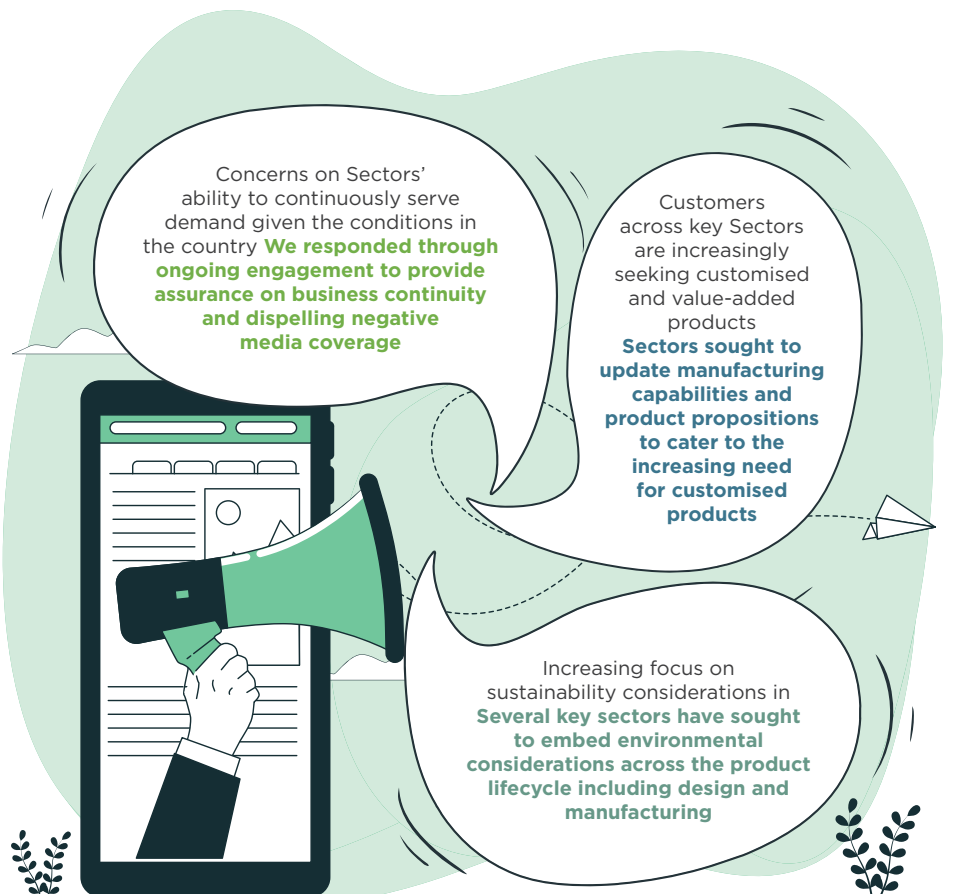 Concerns on Sectors’
ability to continuously serve
demand given the conditions in
the country We responded through
ongoing engagement to provide
assurance on business continuity
and dispelling negative
media coverage
Customers
across key Sectors
are increasingly
seeking customised
and value-added
products
Sectors sought to
update manufacturing
capabilities and
product propositions
to cater to the
increasing need
for customised
products
Increasing focus on
sustainability considerations in
Several key sectors have sought
to embed environmental
considerations across the product
lifecycle including design and
manufacturing